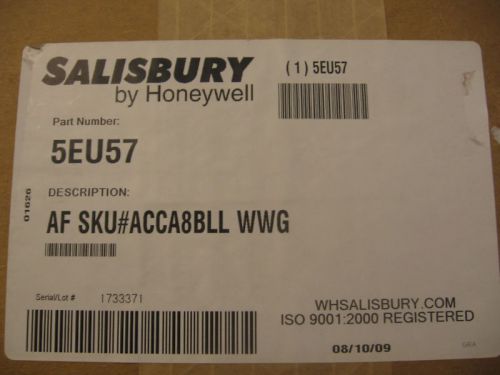 SALISBURY
by Honeywell
(1) 5EU57
Part Number:
5EU57
DESCRIPTION:
AF SKU#ACCA8BLL WWG
01626
Serial/Lot # 1733371
WHSALISBURY.COM
ISO 9001:2000 REGISTERED
08/10/09